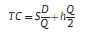 TC = S D/Q + h Q/2